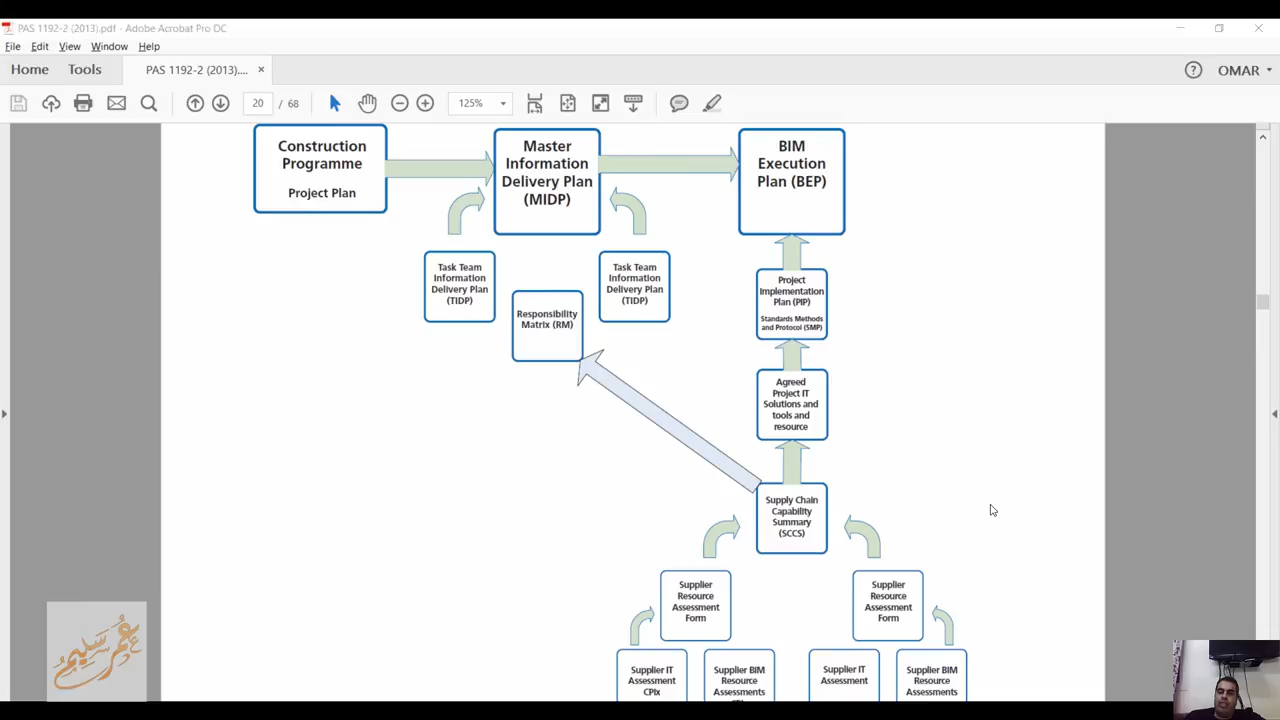 PAS 1192-2 (2013).pdf - Adobe Acrobat Pro DC
File Edit View Window Help
Home Tools PAS 1192-2 (2013).... ×
OMAR
20 / 68
125%
Construction
Programme
Project Plan
Master
Information
Delivery Plan
(MIDP)
BIM
Execution
Plan (BEP)
Task Team
Information
Delivery Plan
(TIDP)
Responsibility
Matrix (RM)
Task Team
Information
Delivery Plan
(TIDP)
Project
Implementation
Plan (PIP)
Standards Methods
and Protocol (SMP)
Agreed
Project IT
Solutions and
tools and
resource
Supply Chain
Capability
Summary
(SCCS)
Supplier
Resource
Assessment
Form
Supplier
Resource
Assessment
Form
Supplier IT
Assessment
CPIx
Supplier BIM
Resource
Assessments
Supplier IT
Assessment
Supplier BIM
Resource
Assessments
عمر سليم